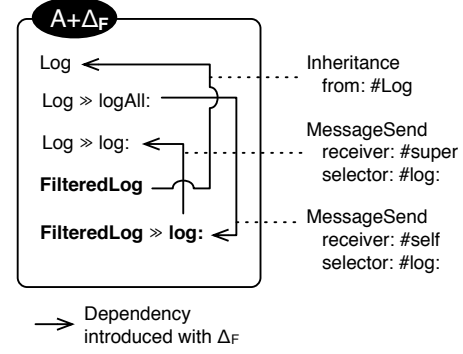 A+ΔF
Log
Log ≫ logAll:
Log ≫ log:
FilteredLog
FilteredLog ≫ log:
Inheritance
from: #Log
MessageSend
receiver: #super
selector: #log:
MessageSend
receiver: #self
selector: #log:
Dependency
introduced with ΔF